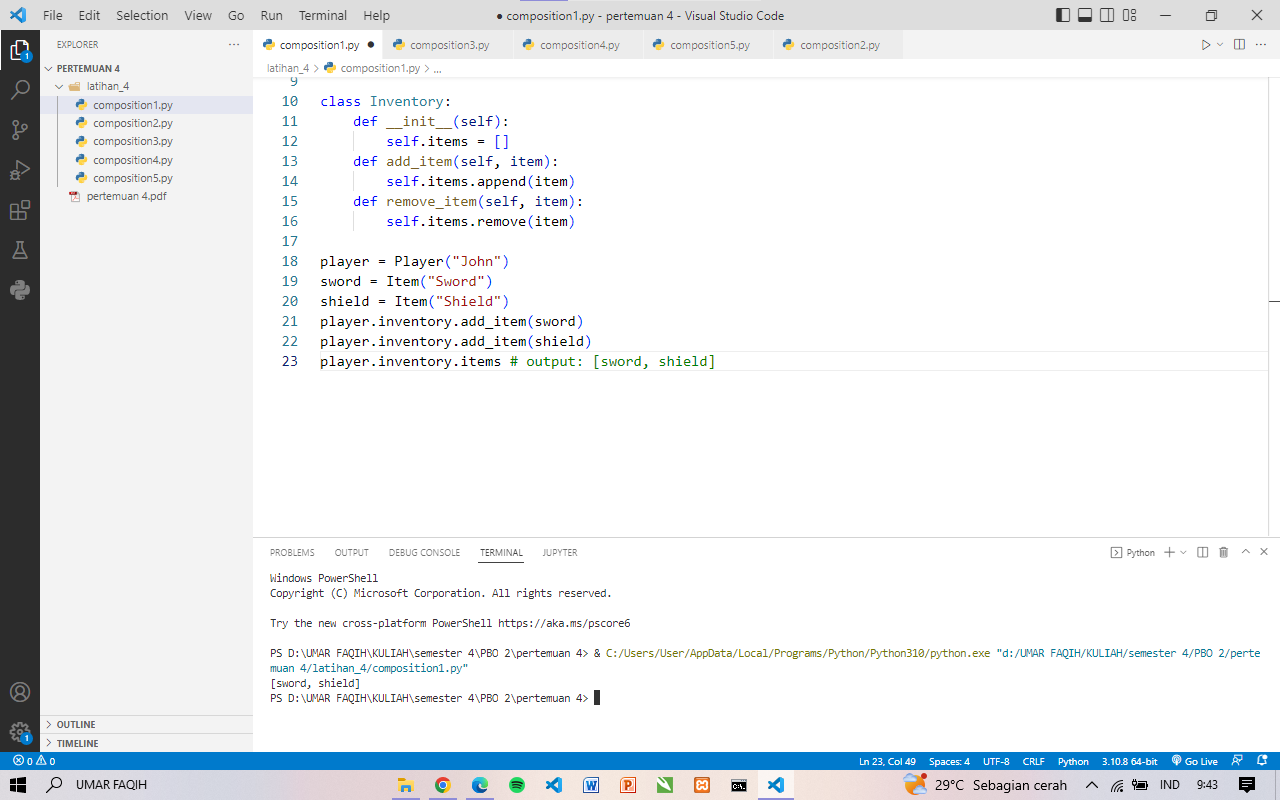 File Edit Selection View Go Run Terminal Help
● composition1.py - pertemuan 4 - Visual Studio Code
EXPLORER
PERTEMUAN 4
latihan_4
composition1.py
composition2.py
composition3.py
composition4.py
composition5.py
pertemuan 4.pdf
OUTLINE
TIMELINE
composition1.py composition3.py composition4.py composition5.py composition2.py
latihan_4 > composition1.py > ...
9
10 class Inventory:
11     def __init__(self):
12         self.items = []
13     def add_item(self, item):
14         self.items.append(item)
15     def remove_item(self, item):
16         self.items.remove(item)
17
18 player = Player("John")
19 sword = Item("Sword")
20 shield = Item("Shield")
21 player.inventory.add_item(sword)
22 player.inventory.add_item(shield)
23 player.inventory.items # output: [sword, shield]
PROBLEMS OUTPUT DEBUG CONSOLE TERMINAL JUPYTER
Python
Windows PowerShell
Copyright (C) Microsoft Corporation. All rights reserved.
Try the new cross-platform PowerShell https://aka.ms/pscore6
PS D:\UMAR FAQIH\KULIAH\semester 4\PBO 2\pertemuan 4> & C:/Users/User/AppData/Local/Programs/Python/Python310/python.exe "d:/UMAR FAQIH/KULIAH/semester 4/PBO 2/perte
muan 4/latihan_4/composition1.py"
[sword, shield]
PS D:\UMAR FAQIH\KULIAH\semester 4\PBO 2\pertemuan 4>
0 0 Ln 23, Col 49 Spaces: 4 UTF-8 CRLF Python 3.10.8 64-bit Go Live
UMAR FAQIH 29°C Sebagian cerah IND 9:43